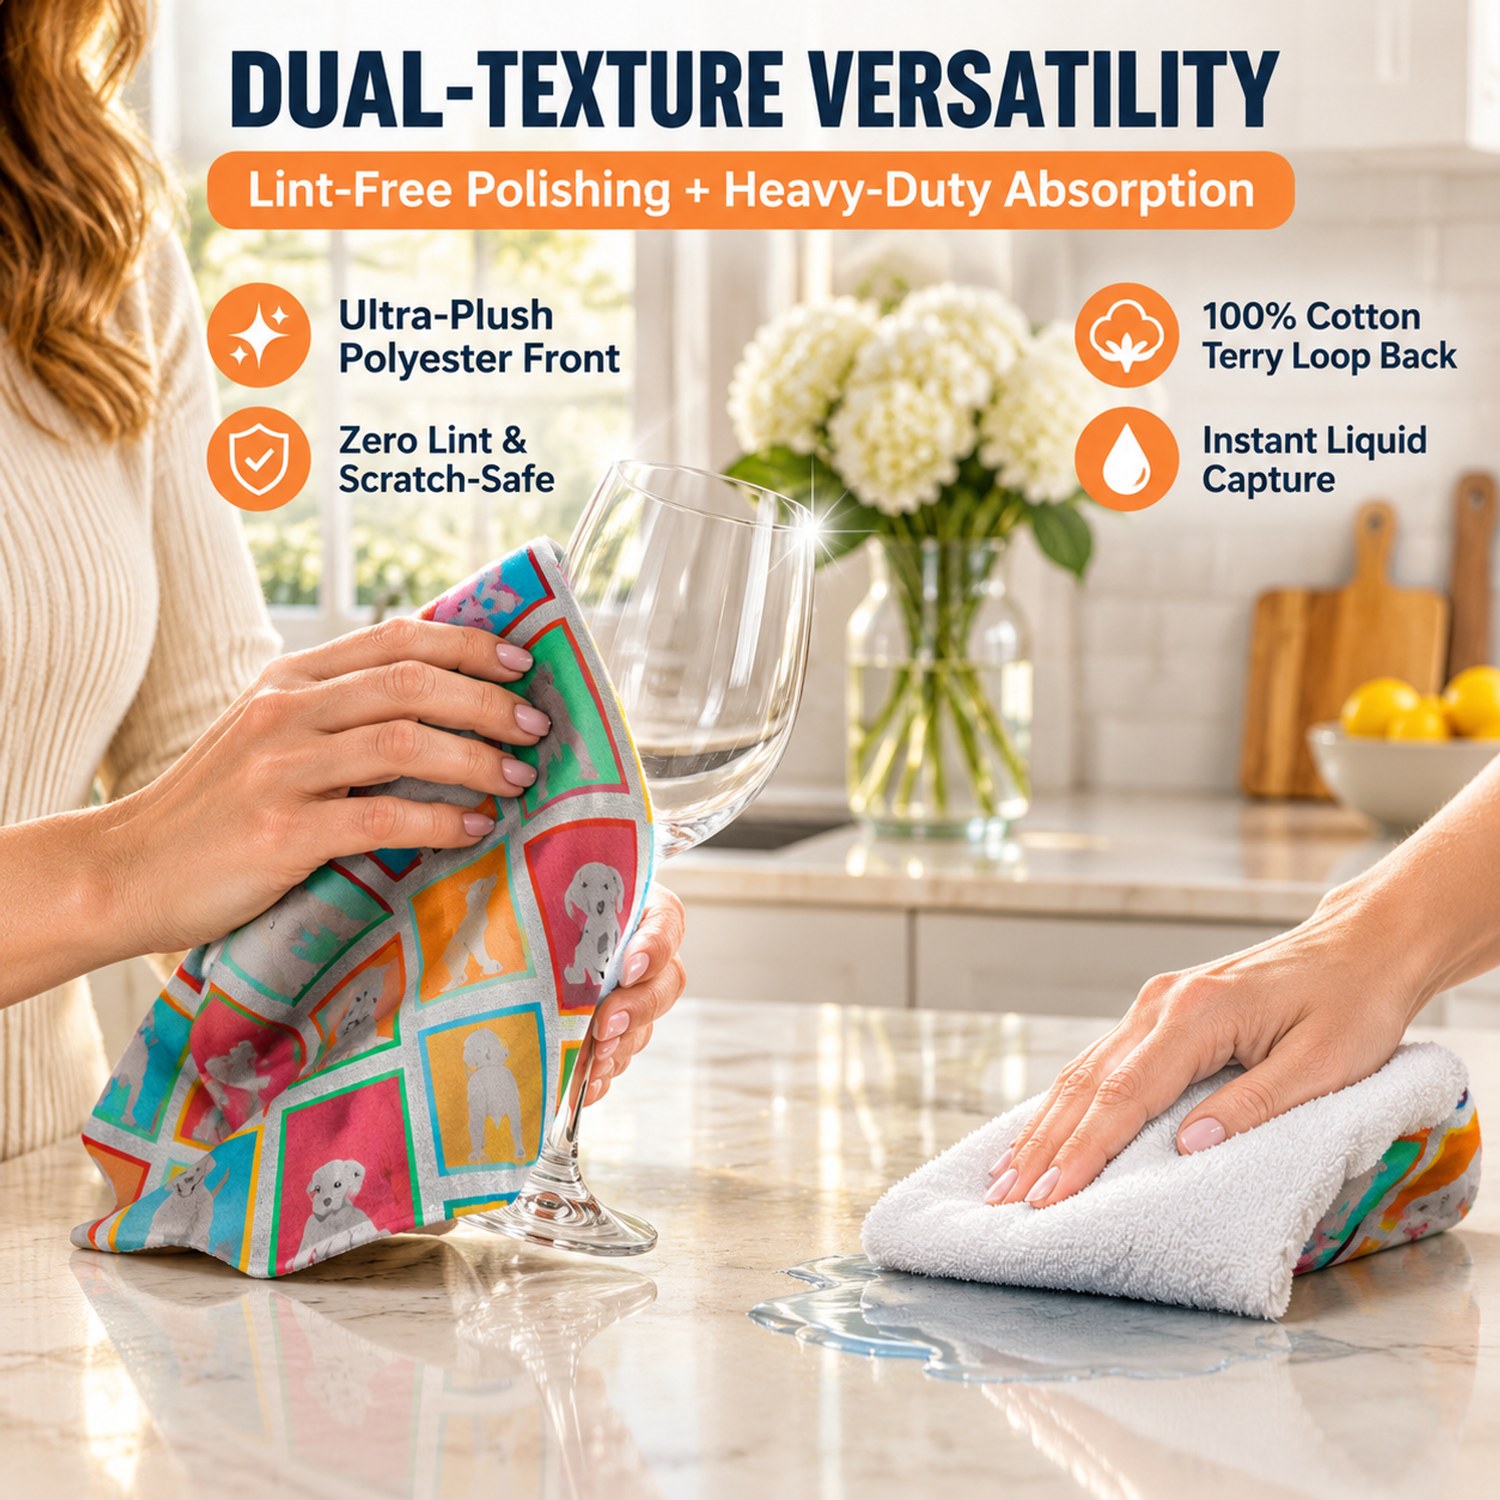 DUAL-TEXTURE VERSATILITY
Lint-Free Polishing + Heavy-Duty Absorption
Ultra-Plush
Polyester Front
Zero Lint &
Scratch-Safe
100% Cotton
Terry Loop Back
Instant Liquid
Capture